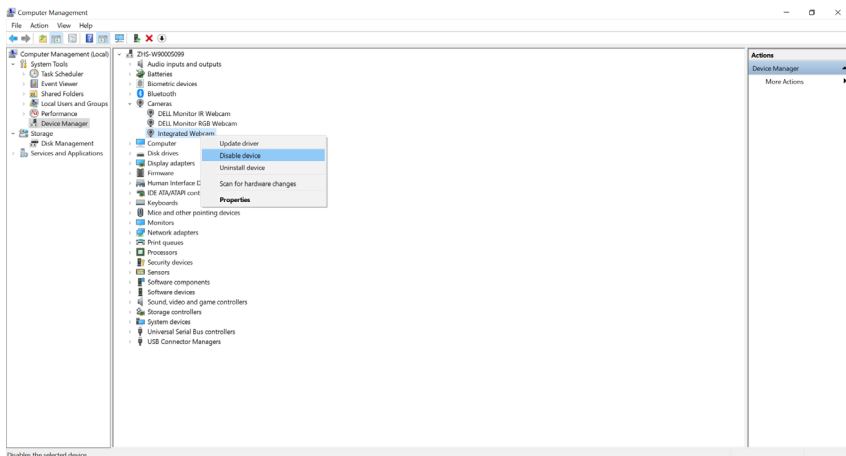 Computer Management
File Action View Help
Computer Management (Local)
System Tools
Task Scheduler
Event Viewer
Shared Folders
Local Users and Groups
Performance
Device Manager
Storage
Disk Management
Services and Applications
ZHS-W90005099
Audio inputs and outputs
Batteries
Biometric devices
Bluetooth
Cameras
DELL Monitor IR Webcam
DELL Monitor RGB Webcam
Integrated Webcam
Computer
Disk drives
Display adapters
Firmware
Human Interface D
IDE ATA/ATAPI cont
Keyboards
Mice and other pointing devices
Monitors
Network adapters
Print queues
Processors
Security devices
Sensors
Software components
Software devices
Sound, video and game controllers
Storage controllers
System devices
Universal Serial Bus controllers
USB Connector Managers
Update driver
Disable device
Uninstall device
Scan for hardware changes
Properties
Actions
Device Manager
More Actions
Disables the selected device.